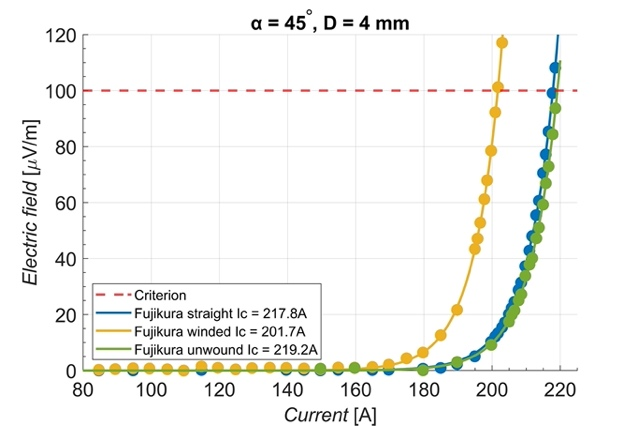 α = 45°, D = 4 mm
120
100
80
60
40
20
0
Electric field [μV/m]
Criterion
Fujikura straight Ic = 217.8A
Fujikura winded Ic = 201.7A
Fujikura unwound Ic = 219.2A
80 100 120 140 160 180 200 220
Current [A]